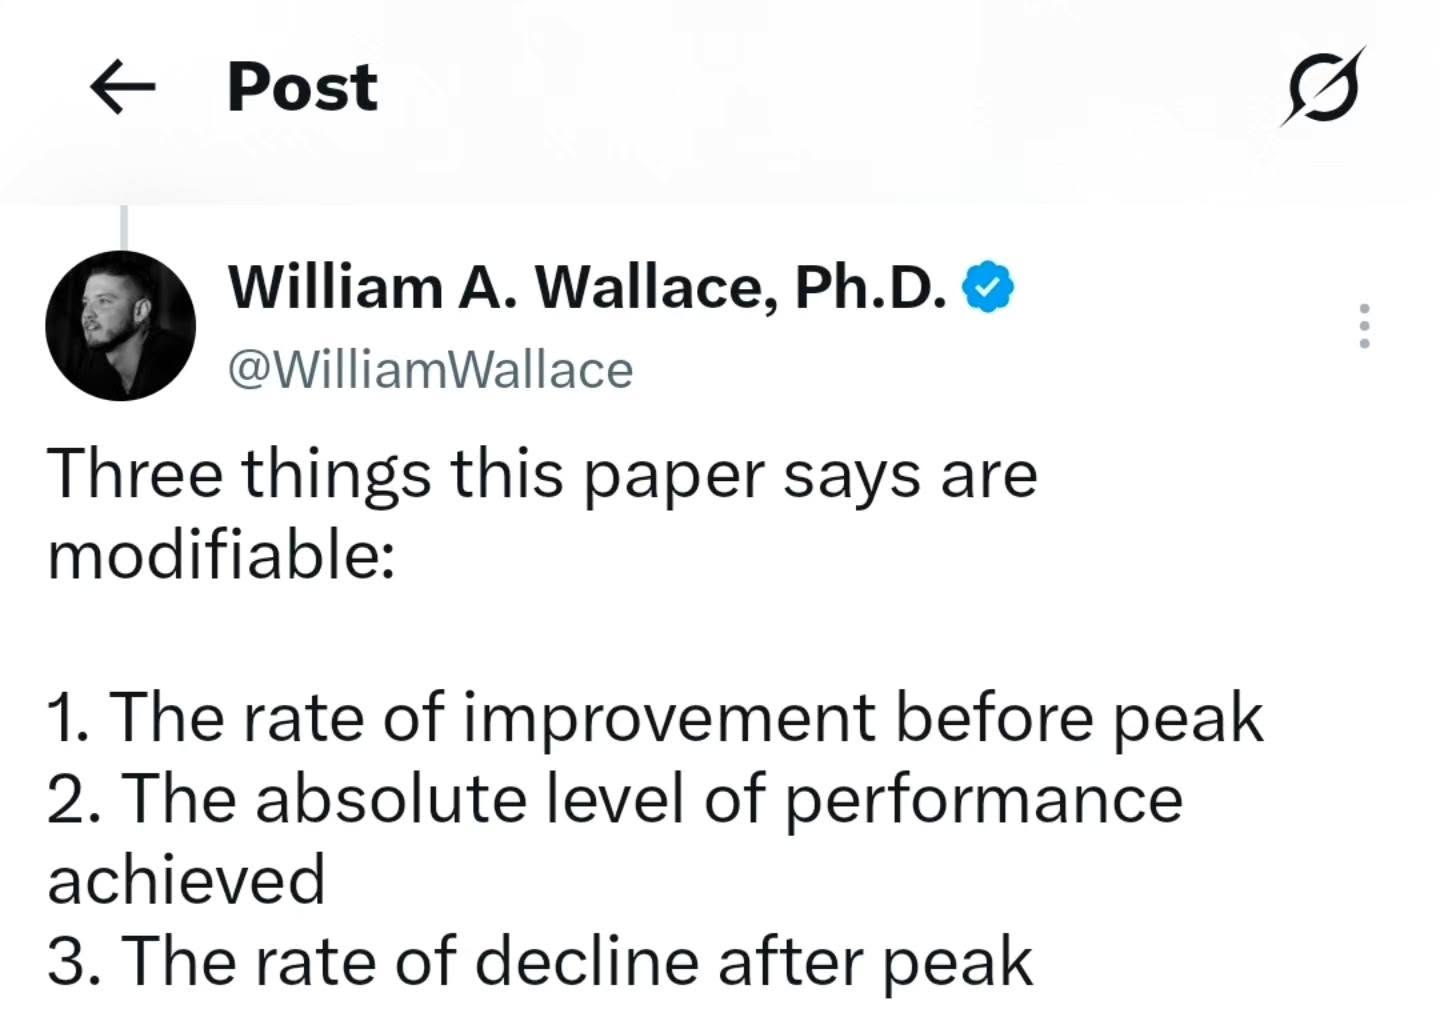 Post
William A. Wallace, Ph.D.
@WilliamWallace
Three things this paper says are
modifiable:
1. The rate of improvement before peak
2. The absolute level of performance
achieved
3. The rate of decline after peak